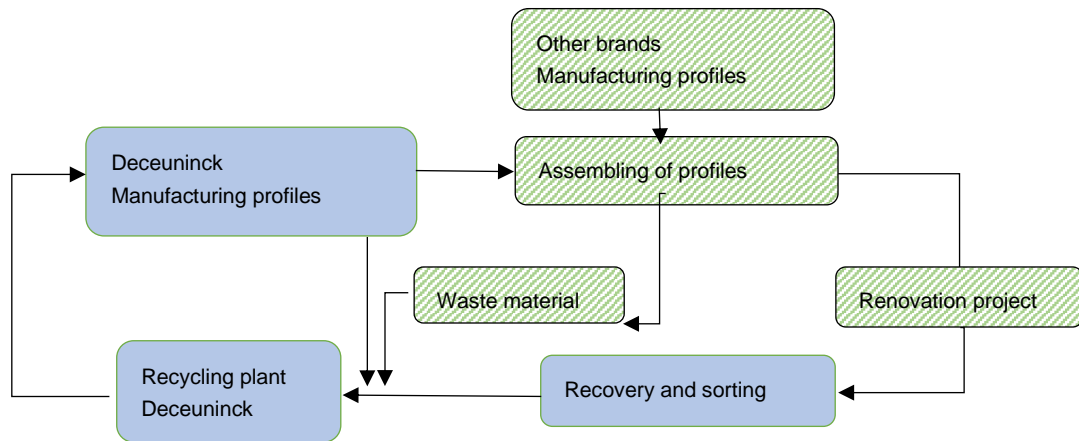 Other brands
Manufacturing profiles
Deceuninck
Manufacturing profiles
Assembling of profiles
Waste material
Renovation project
Recycling plant
Deceuninck
Recovery and sorting